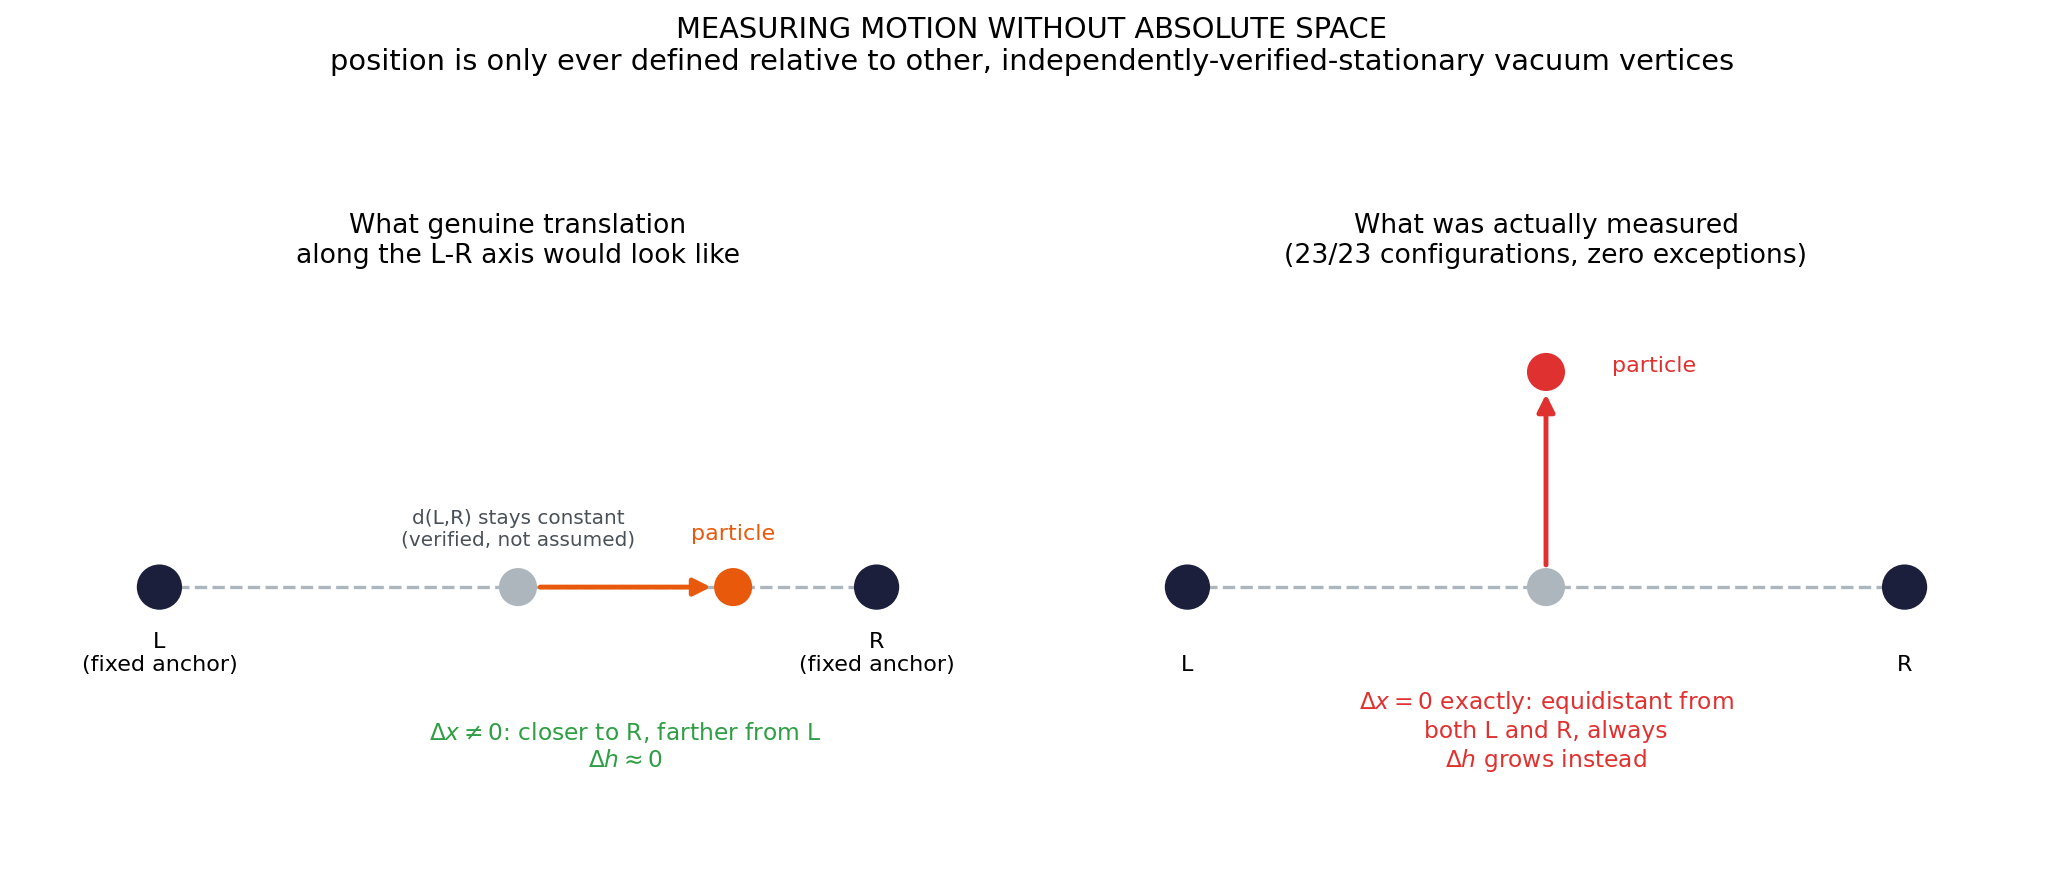 MEASURING MOTION WITHOUT ABSOLUTE SPACE
position is only ever defined relative to other, independently-verified-stationary vacuum vertices
What genuine translation
along the L-R axis would look like
d(L,R) stays constant
(verified, not assumed)
particle
L
(fixed anchor)
R
(fixed anchor)
Δx ≠ 0: closer to R, farther from L
Δh ≈ 0
What was actually measured
(23/23 configurations, zero exceptions)
particle
L
R
Δx = 0 exactly: equidistant from
both L and R, always
Δh grows instead